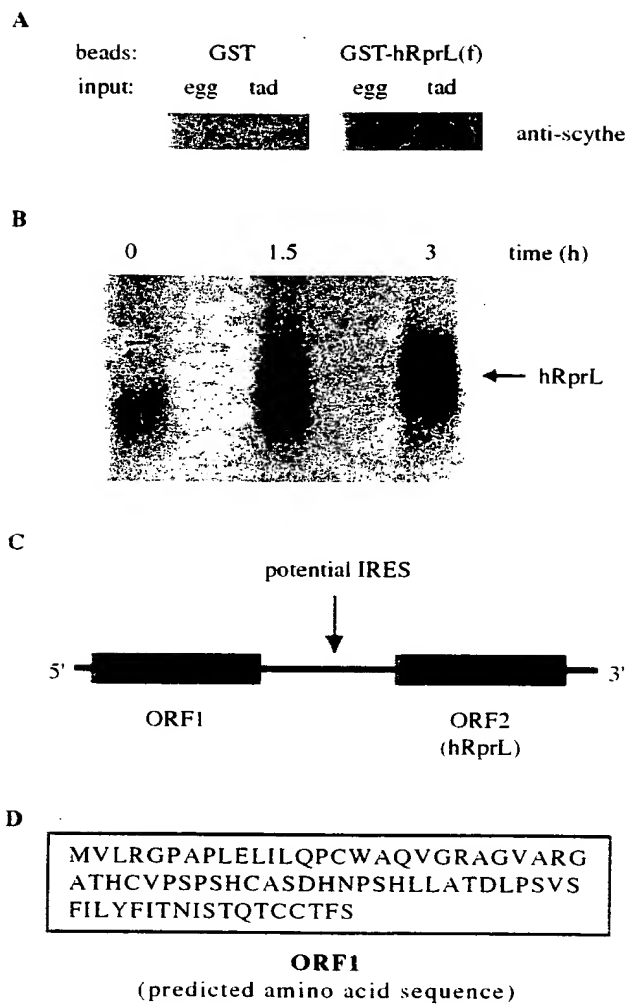 A
beads: GST GST-hRprL(f)
input: egg tad egg tad
anti-scythe
B
0 1.5 3 time (h)
hRprL
C
potential IRES
5' 3'
ORF1 ORF2
(hRprL)
D
MVLRGPAPLELILQPCWAQVGRAGVARG
ATHCVPSPSHCASDHNPSHLLATDLPSVS
FILYFITNISTQTCCTFS
ORF1
(predicted amino acid sequence)